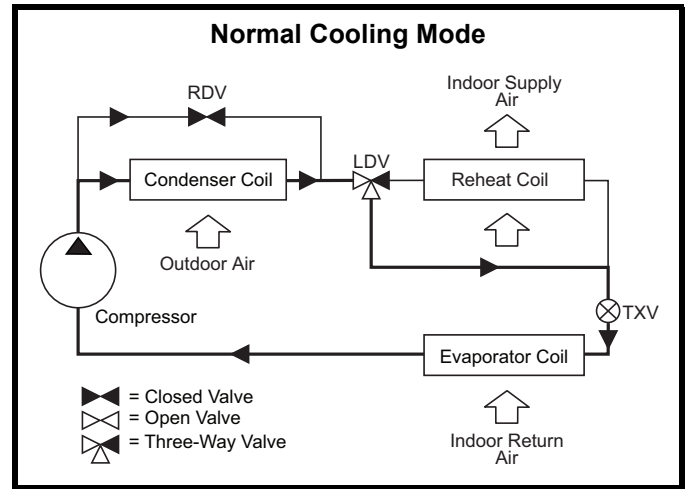 Normal Cooling Mode
RDV
Indoor Supply
Air
LDV
Condenser Coil
Reheat Coil
Outdoor Air
Compressor
TXV
Evaporator Coil
= Closed Valve
= Open Valve
= Three-Way Valve
Indoor Return
Air